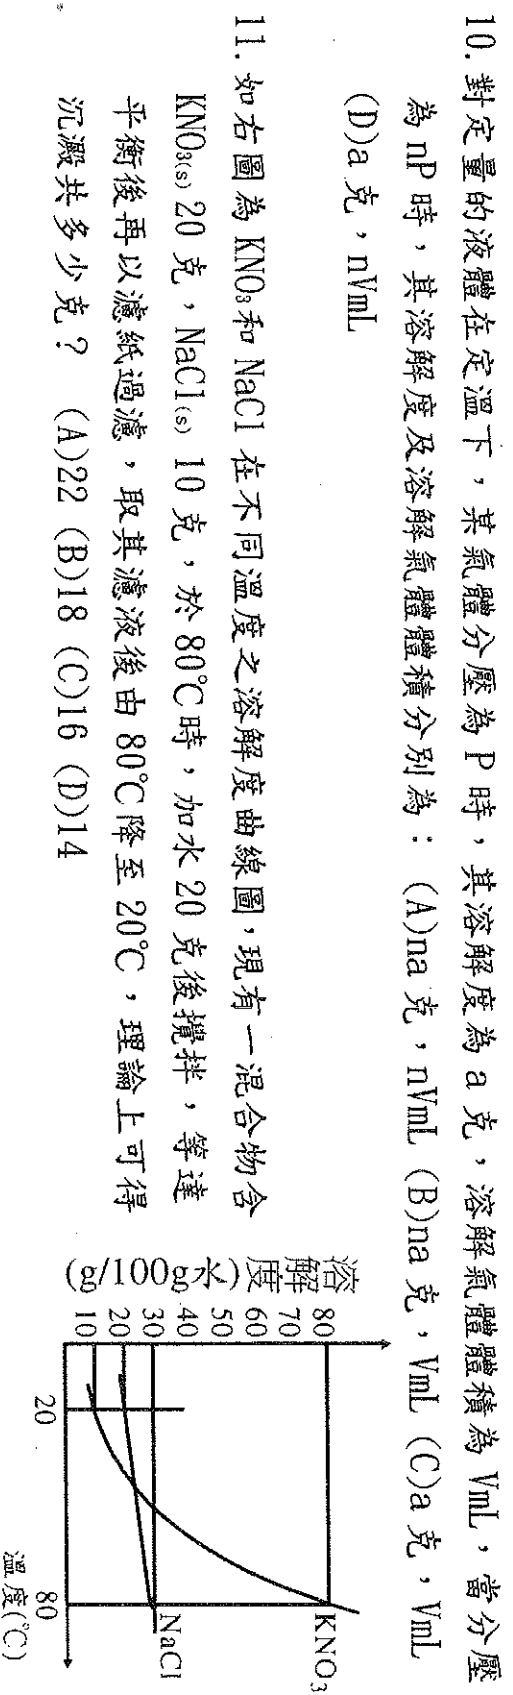 10. 對定量的液體在定溫下，某氣體分壓為 P 時，其溶解度為 a 克，溶解氣體體積為 VmL，當分壓
為 nP 時，其溶解度及溶解氣體體積分別為： (A)na 克，nVmL (B)na 克，VmL (C)a 克，VmL
(D)a 克，nVmL
11. 如右圖為 KNO₃和 NaCl 在不同溫度之溶解度曲線圖，現有一混合物含
KNO₃₍ₛ₎ 20 克，NaCl₍ₛ₎ 10 克，於 80℃時，加水 20 克後攪拌，等達
平衡後再以濾紙過濾，取其濾液後由 80℃降至 20℃，理論上可得
沉澱共多少克？ (A)22 (B)18 (C)16 (D)14
溶解度(g/100g水)
80
70
60
50
40
30
20
10
KNO₃
NaCl
20
80
溫度(℃)